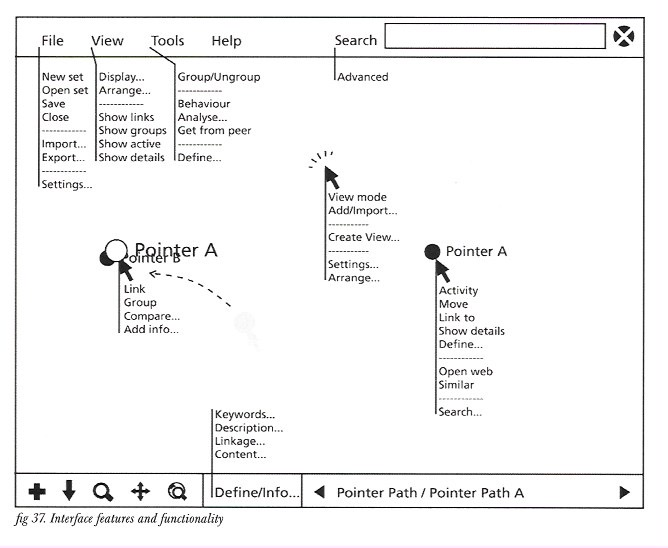 File View Tools Help Search
New set
Open set
Save
Close
------------
Import...
Export...
------------
Settings...
Display...
Arrange...
------------
Show links
Show groups
Show active
Show details
Group/Ungroup
------------
Behaviour
Analyse...
Get from peer
------------
Define...
Advanced
View mode
Add/Import...
-----------
Create View...
-----------
Settings...
Arrange...
Pointer A
Pointer B
Link
Group
Compare...
Add info...
Pointer A
Activity
Move
Link to
Show details
Define...
------------
Open web
Similar
------------
Search...
Keywords...
Description...
Linkage...
Content...
Define/Info...
Pointer Path / Pointer Path A
fig 37. Interface features and functionality